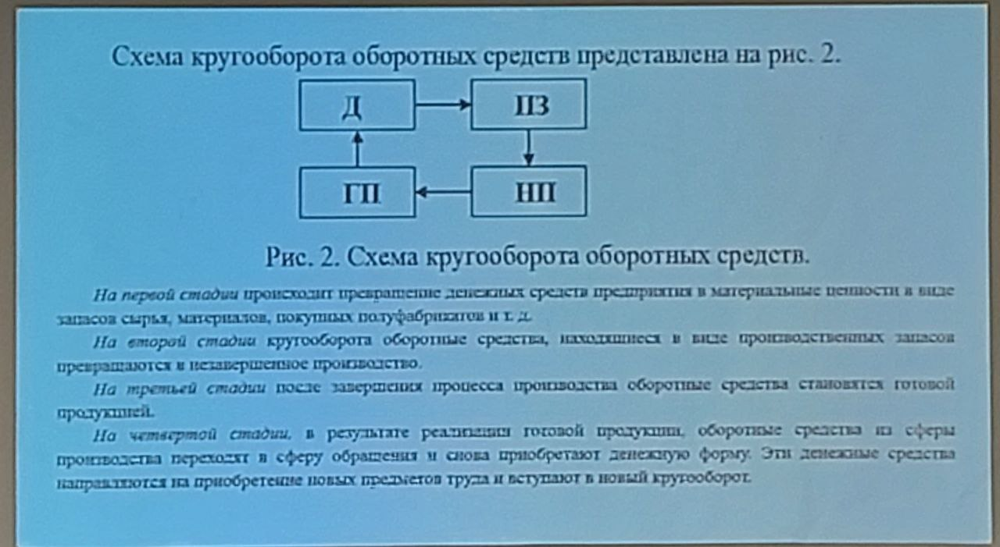 Схема кругооборота оборотных средств представлена на рис. 2.
Д ПЗ
ГП НП
Рис. 2. Схема кругооборота оборотных средств.
На первой стадии происходит превращение денежных средств предприятия в материальные ценности в виде
запасов сырья, материалов, покупных полуфабрикатов и т. д.
На второй стадии кругооборота оборотные средства, находящиеся в виде производственных запасов
превращаются в незавершенное производство.
На третьей стадии после завершения процесса производства оборотные средства становятся готовой
продукцией.
На четвертой стадии, в результате реализации готовой продукции, оборотные средства из сферы
производства переходят в сферу обращения и снова приобретают денежную форму. Эти денежные средства
направляются на приобретение новых предметов труда и вступают в новый кругооборот.